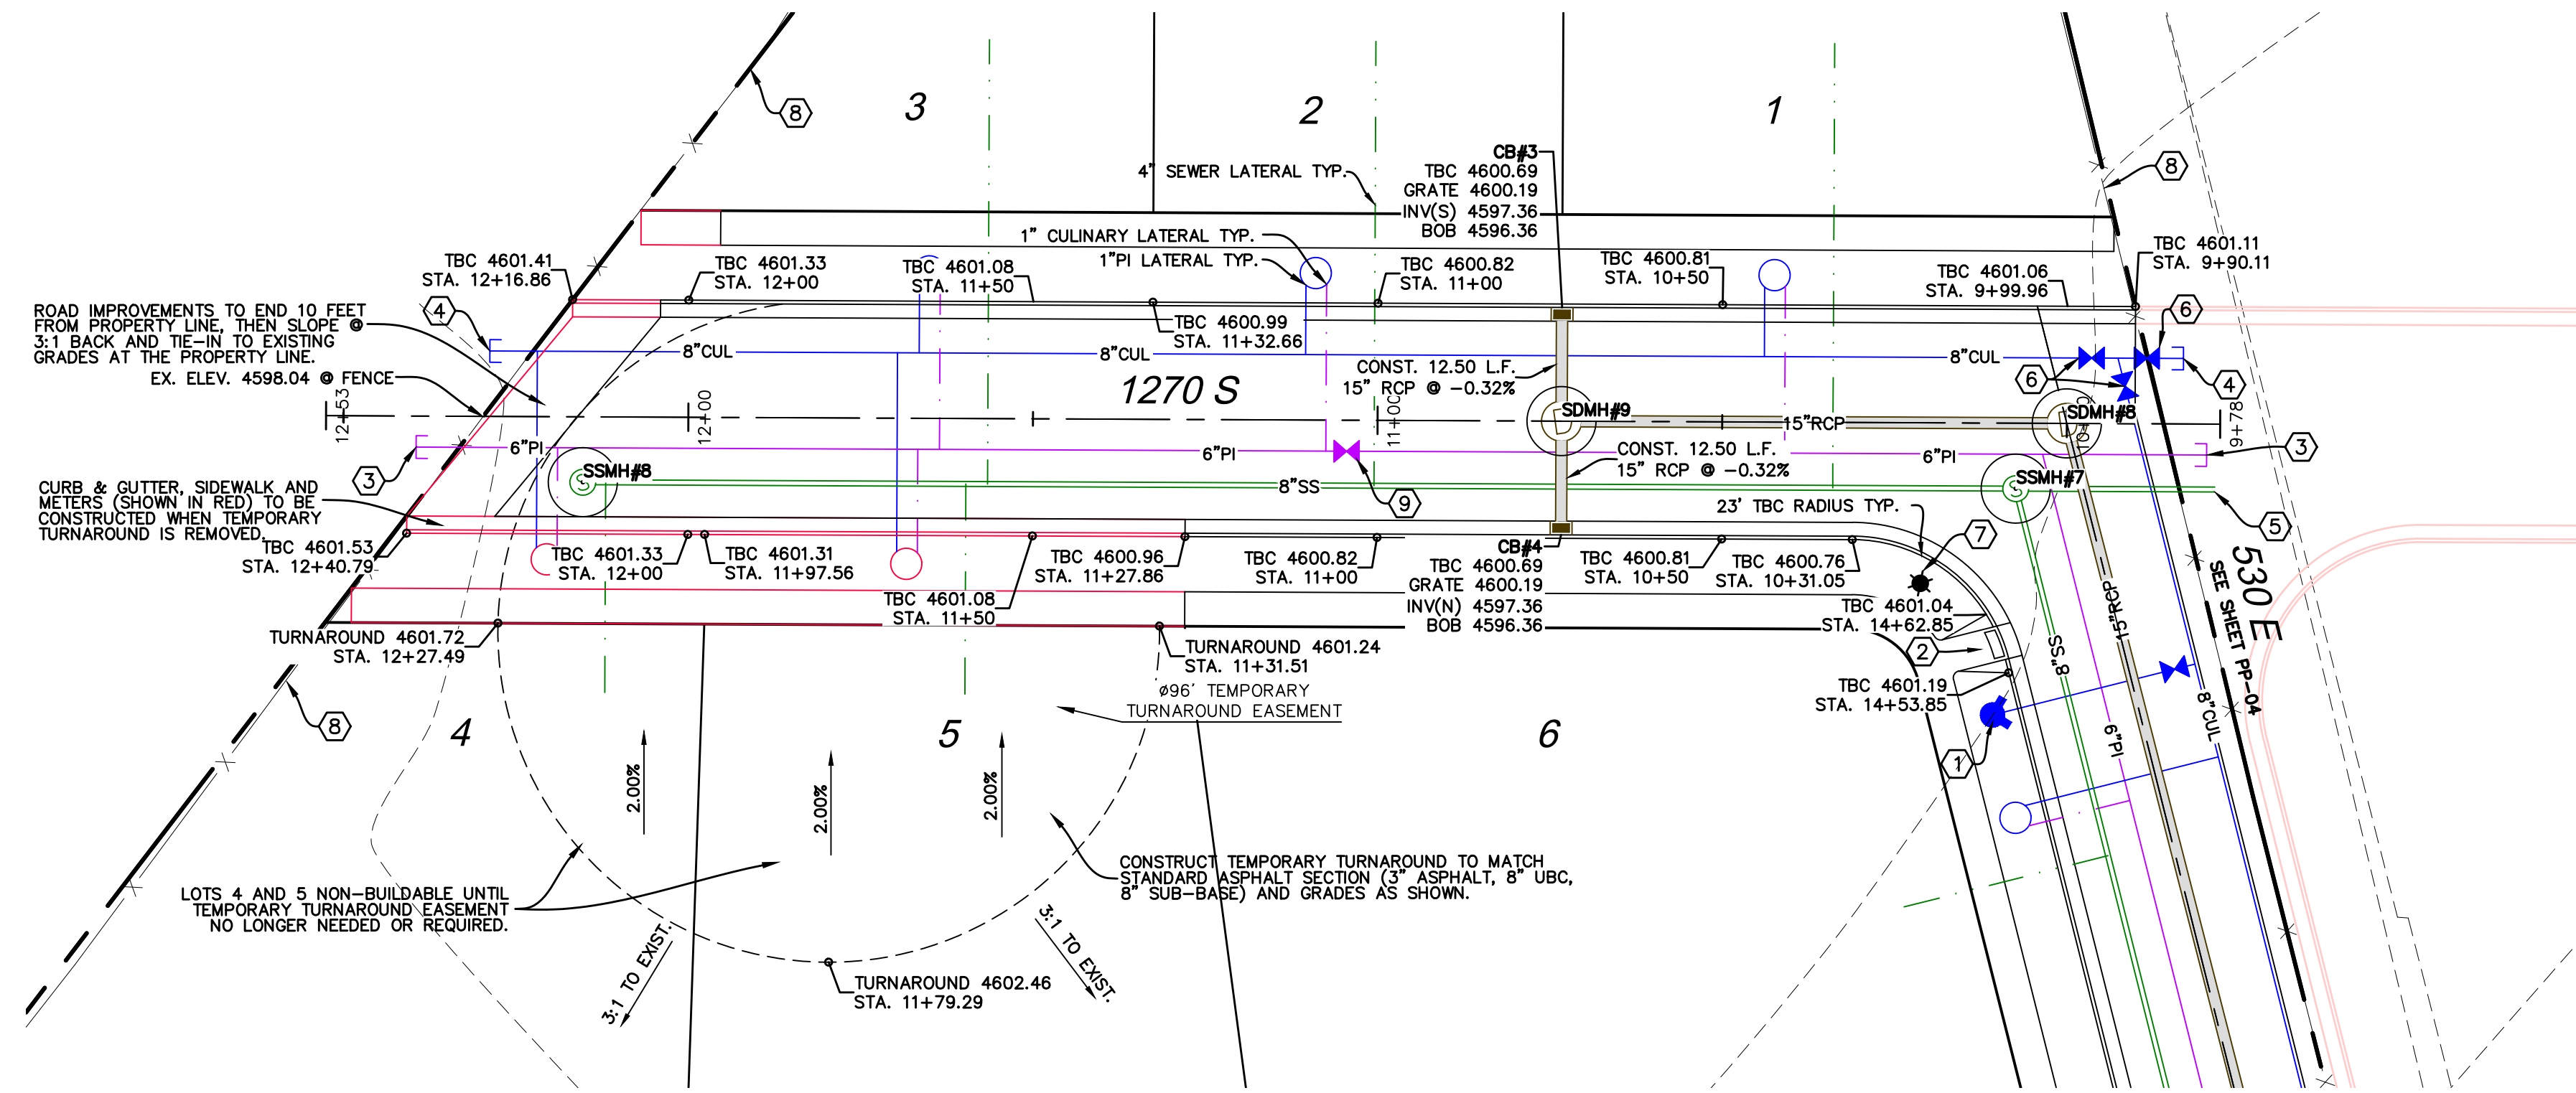 3
2
1
8
CB#3
TBC 4600.69
GRATE 4600.19
INV(S) 4597.36
BOB 4596.36
4" SEWER LATERAL TYP.
8
1" CULINARY LATERAL TYP.
1"PI LATERAL TYP.
TBC 4601.41
STA. 12+16.86
TBC 4601.33
STA. 12+00
TBC 4601.08
STA. 11+50
TBC 4600.82
STA. 11+00
TBC 4600.81
STA. 10+50
TBC 4601.06
STA. 9+99.96
TBC 4601.11
STA. 9+90.11
ROAD IMPROVEMENTS TO END 10 FEET
FROM PROPERTY LINE, THEN SLOPE @
3:1 BACK AND TIE-IN TO EXISTING
GRADES AT THE PROPERTY LINE.
4
TBC 4600.99
STA. 11+32.66
6
8"CUL
8"CUL
8"CUL
EX. ELEV. 4598.04 @ FENCE
CONST. 12.50 L.F.
15" RCP @ -0.32%
6
4
1270 S
12+53
12+00
11+00
SDMH#9
15"RCP
SDMH#8
9+78
6"PI
6"PI
6"PI
3
3
CONST. 12.50 L.F.
15" RCP @ -0.32%
SSMH#8
8"SS
SSMH#7
9
5
CURB & GUTTER, SIDEWALK AND
METERS (SHOWN IN RED) TO BE
CONSTRUCTED WHEN TEMPORARY
TURNAROUND IS REMOVED.
23' TBC RADIUS TYP.
7
TBC 4601.53
STA. 12+40.79
TBC 4601.33
STA. 12+00
TBC 4601.31
STA. 11+97.56
TBC 4600.96
STA. 11+27.86
TBC 4600.82
STA. 11+00
CB#4
TBC 4600.69
GRATE 4600.19
INV(N) 4597.36
BOB 4596.36
TBC 4600.81
STA. 10+50
TBC 4600.76
STA. 10+31.05
TBC 4601.08
STA. 11+50
TBC 4601.04
STA. 14+62.85
530 E
SEE SHEET PP-04
15"RCP
8"SS
TURNAROUND 4601.72
STA. 12+27.49
TURNAROUND 4601.24
STA. 11+31.51
2
TBC 4601.19
STA. 14+53.85
Ø96' TEMPORARY
TURNAROUND EASEMENT
8
4
5
6
1
6"PI
8"CUL
2.00%
2.00%
2.00%
CONSTRUCT TEMPORARY TURNAROUND TO MATCH
STANDARD ASPHALT SECTION (3" ASPHALT, 8" UBC,
8" SUB-BASE) AND GRADES AS SHOWN.
LOTS 4 AND 5 NON-BUILDABLE UNTIL
TEMPORARY TURNAROUND EASEMENT
NO LONGER NEEDED OR REQUIRED.
3:1 TO EXIST.
3:1 TO EXIST.
TURNAROUND 4602.46
STA. 11+79.29